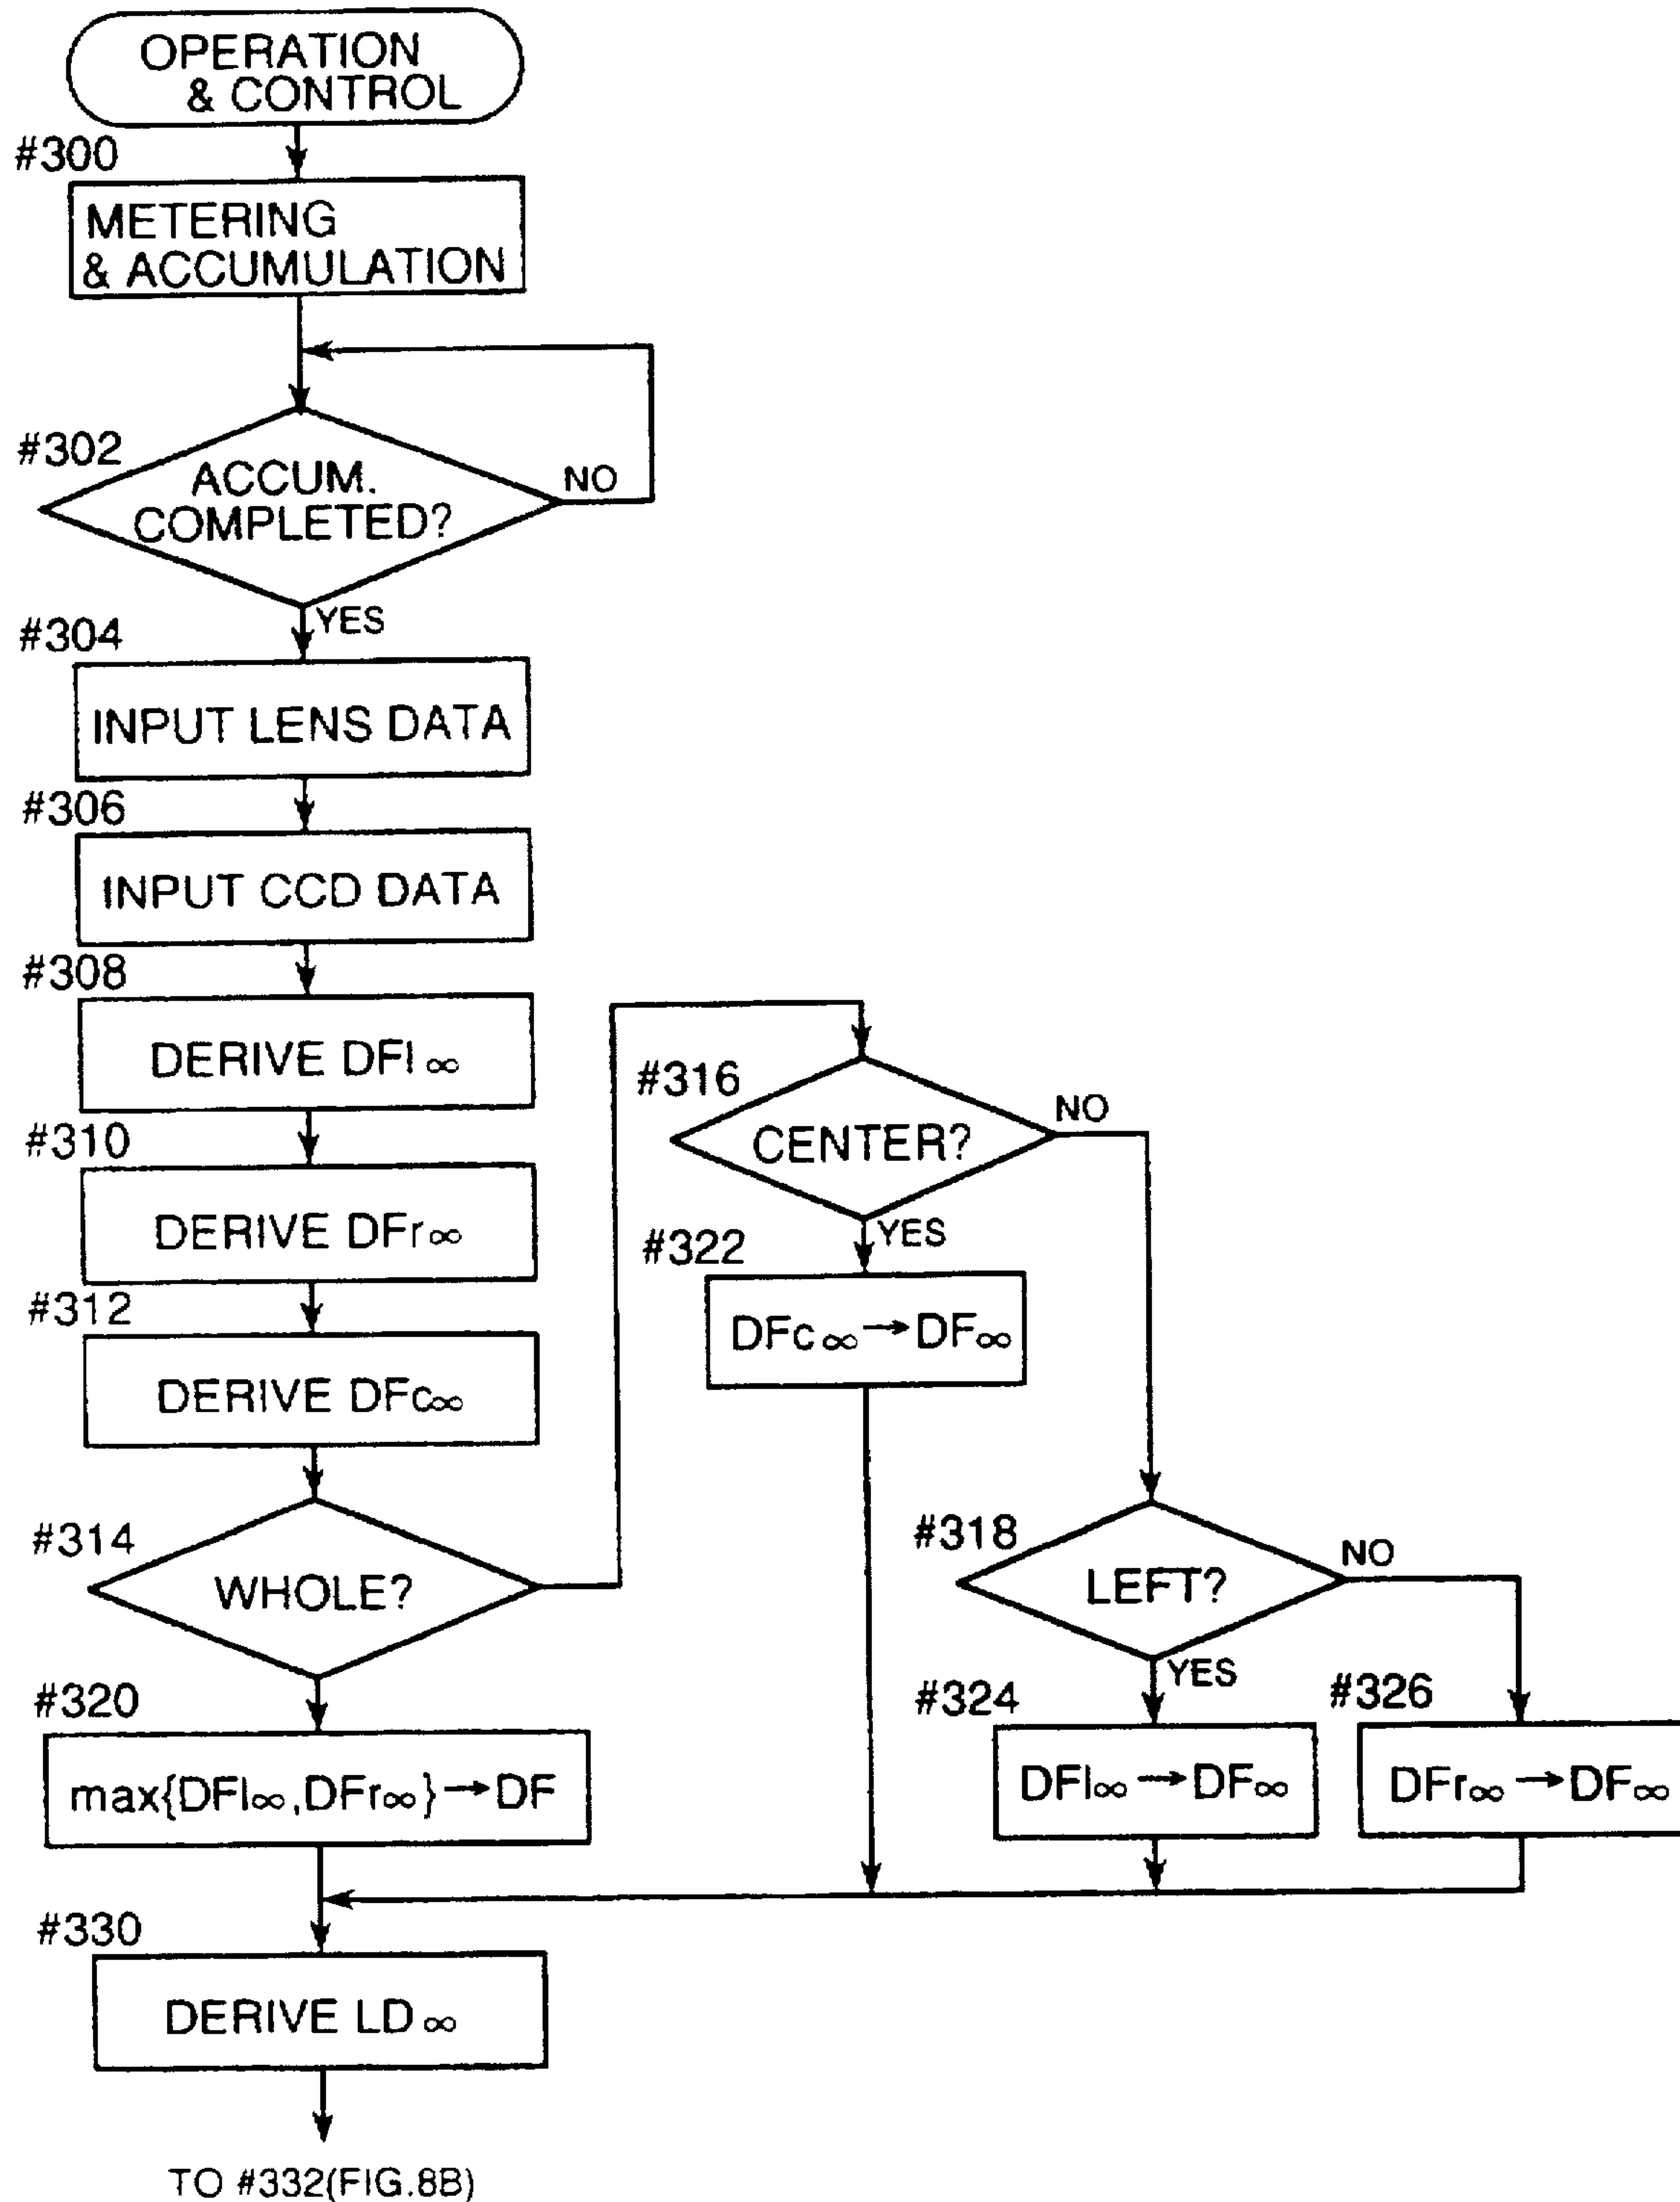 OPERATION
& CONTROL
#300
METERING
& ACCUMULATION
#302
ACCUM.
COMPLETED?
NO
YES
#304
INPUT LENS DATA
#306
INPUT CCD DATA
#308
DERIVE DFl∞
#310
DERIVE DFr∞
#312
DERIVE DFc∞
#314
WHOLE?
#316
CENTER?
NO
YES
#322
DFc∞→DF∞
#318
LEFT?
NO
YES
#320
max{DFl∞,DFr∞}→DF
#324
DFl∞→DF∞
#326
DFr∞→DF∞
#330
DERIVE LD∞
TO #332(FIG.8B)